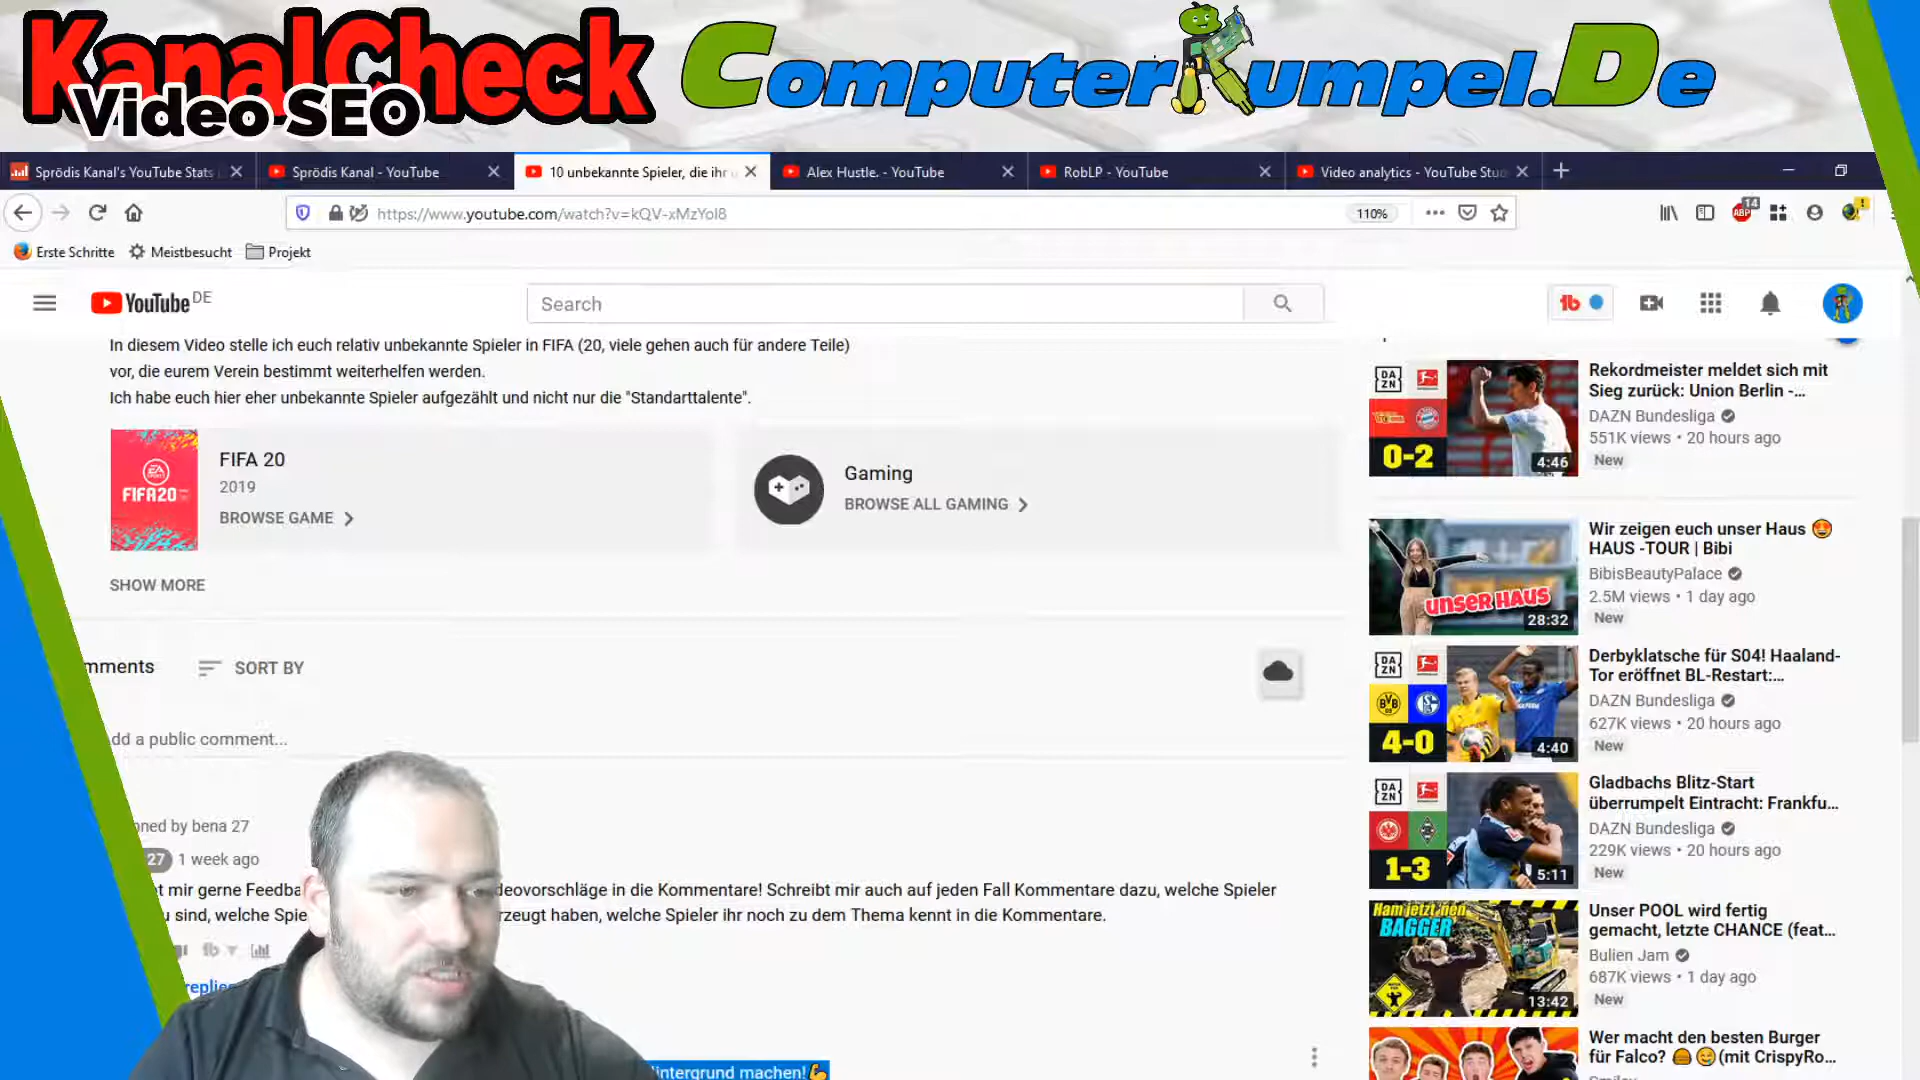 KanalCheck
Video SEO
ComputerRumpel.De
Sprödis Kanal's YouTube Stats
Sprödis Kanal - YouTube
10 unbekannte Spieler, die ihr
Alex Hustle. - YouTube
RobLP - YouTube
Video analytics - YouTube Stu
https://www.youtube.com/watch?v=kQV-xMzYoI8
110%
14
Erste Schritte
Meistbesucht
Projekt
YouTube DE
Search
In diesem Video stelle ich euch relativ unbekannte Spieler in FIFA (20, viele gehen auch für andere Teile)
vor, die eurem Verein bestimmt weiterhelfen werden.
Ich habe euch hier eher unbekannte Spieler aufgezählt und nicht nur die "Standarttalente".
EA
SPORTS
FIFA20
FIFA 20
2019
BROWSE GAME
Gaming
BROWSE ALL GAMING
SHOW MORE
mments
SORT BY
dd a public comment...
nned by bena 27
27
1 week ago
t mir gerne Feedba
deovorschläge in die Kommentare! Schreibt mir auch auf jeden Fall Kommentare dazu, welche Spieler
u sind, welche Spie
rzeugt haben, welche Spieler ihr noch zu dem Thema kennt in die Kommentare.
replies
intergrund machen!💪
DAZN
0-2
4:46
Rekordmeister meldet sich mit
Sieg zurück: Union Berlin -...
DAZN Bundesliga
551K views • 20 hours ago
New
UNSER HAUS
28:32
Wir zeigen euch unser Haus 🤩
HAUS -TOUR | Bibi
BibisBeautyPalace
2.5M views • 1 day ago
New
DAZN
BVB
4-0
4:40
Derbyklatsche für S04! Haaland-
Tor eröffnet BL-Restart:...
DAZN Bundesliga
627K views • 20 hours ago
New
DAZN
1-3
5:11
Gladbachs Blitz-Start
überrumpelt Eintracht: Frankfu...
DAZN Bundesliga
229K views • 20 hours ago
New
Ham jetzt nen
BAGGER
13:42
Unser POOL wird fertig
gemacht, letzte CHANCE (feat...
Bulien Jam
687K views • 1 day ago
New
Wer macht den besten Burger
für Falco? 🍔😋(mit CrispyRo...